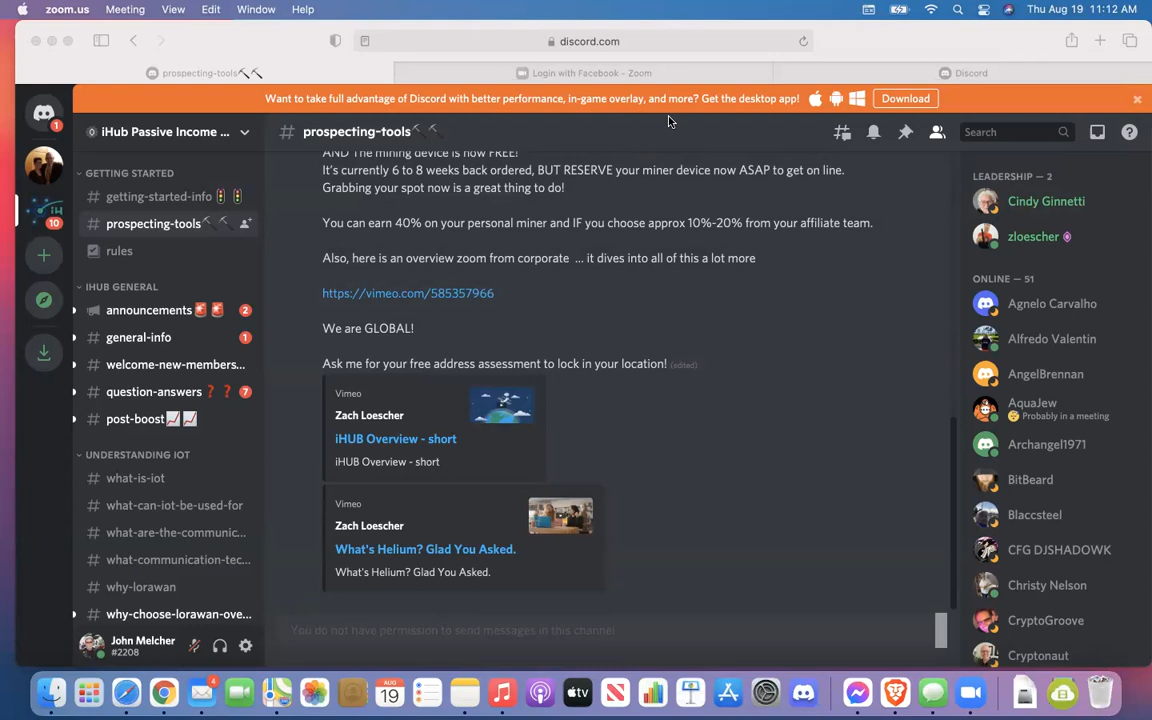 zoom.us Meeting View Edit Window Help Thu Aug 19 11:12 AM
discord.com
prospecting-tools Login with Facebook - Zoom Discord
Want to take full advantage of Discord with better performance, in-game overlay, and more? Get the desktop app! Download
1
iHub Passive Income ...
# prospecting-tools
Search
GETTING STARTED
# getting-started-info
# prospecting-tools
rules
IHUB GENERAL
announcements 2
# general-info 1
# welcome-new-members...
# question-answers ❓❓ 7
# post-boost
UNDERSTANDING IOT
# what-is-iot
# what-can-iot-be-used-for
# what-are-the-communic...
# what-communication-tec...
# why-lorawan
# why-choose-lorawan-ove...
John Melcher
#2208
iH
10
AND The mining device is now FREE!
It's currently 6 to 8 weeks back ordered, BUT RESERVE your miner device now ASAP to get on line.
Grabbing your spot now is a great thing to do!
You can earn 40% on your personal miner and IF you choose approx 10%-20% from your affiliate team.
Also, here is an overview zoom from corporate ... it dives into all of this a lot more
https://vimeo.com/585357966
We are GLOBAL!
Ask me for your free address assessment to lock in your location! (edited)
Vimeo
Zach Loescher
iHUB Overview - short
iHUB Overview - short
Vimeo
Zach Loescher
What's Helium? Glad You Asked.
What's Helium? Glad You Asked.
You do not have permission to send messages in this channel
LEADERSHIP — 2
Cindy Ginnetti
zloescher
ONLINE — 51
Agnelo Carvalho
Alfredo Valentin
AngelBrennan
AquaJew
Probably in a meeting
Archangel1971
BitBeard
Blaccsteel
CFG DJSHADOWK
Christy Nelson
CryptoGroove
Cryptonaut
4
AUG
19
tv